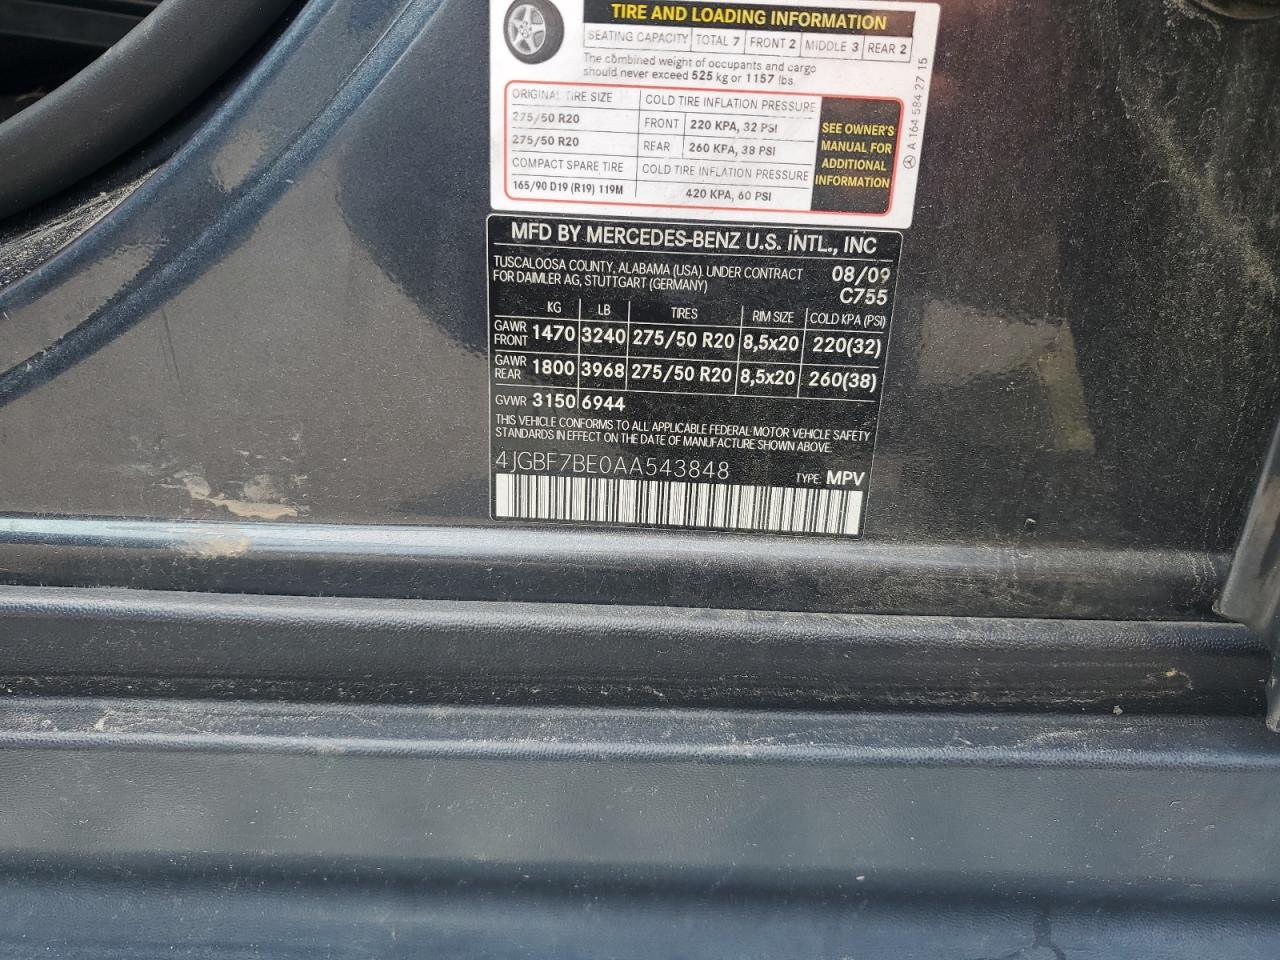 TIRE AND LOADING INFORMATION
SEATING CAPACITY TOTAL 7 FRONT 2 MIDDLE 3 REAR 2
The combined weight of occupants and cargo
should never exceed 525 kg or 1157 lbs.
ORIGINAL TIRE SIZE COLD TIRE INFLATION PRESSURE
275/50 R20 FRONT 220 KPA, 32 PSI
275/50 R20 REAR 260 KPA, 38 PSI
COMPACT SPARE TIRE COLD TIRE INFLATION PRESSURE
165/90 D19 (R19) 119M 420 KPA, 60 PSI
SEE OWNER'S
MANUAL FOR
ADDITIONAL
INFORMATION
A 164 584 27 15
MFD BY MERCEDES-BENZ U.S. INTL., INC
TUSCALOOSA COUNTY, ALABAMA (USA) UNDER CONTRACT 08/09
FOR DAIMLER AG, STUTTGART (GERMANY) C755
KG LB TIRES RIM SIZE COLD KPA (PSI)
GAWR FRONT 1470 3240 275/50 R20 8,5x20 220(32)
GAWR REAR 1800 3968 275/50 R20 8,5x20 260(38)
GVWR 3150 6944
THIS VEHICLE CONFORMS TO ALL APPLICABLE FEDERAL MOTOR VEHICLE SAFETY
STANDARDS IN EFFECT ON THE DATE OF MANUFACTURE SHOWN ABOVE.
4JGBF7BE0AA543848 TYPE: MPV